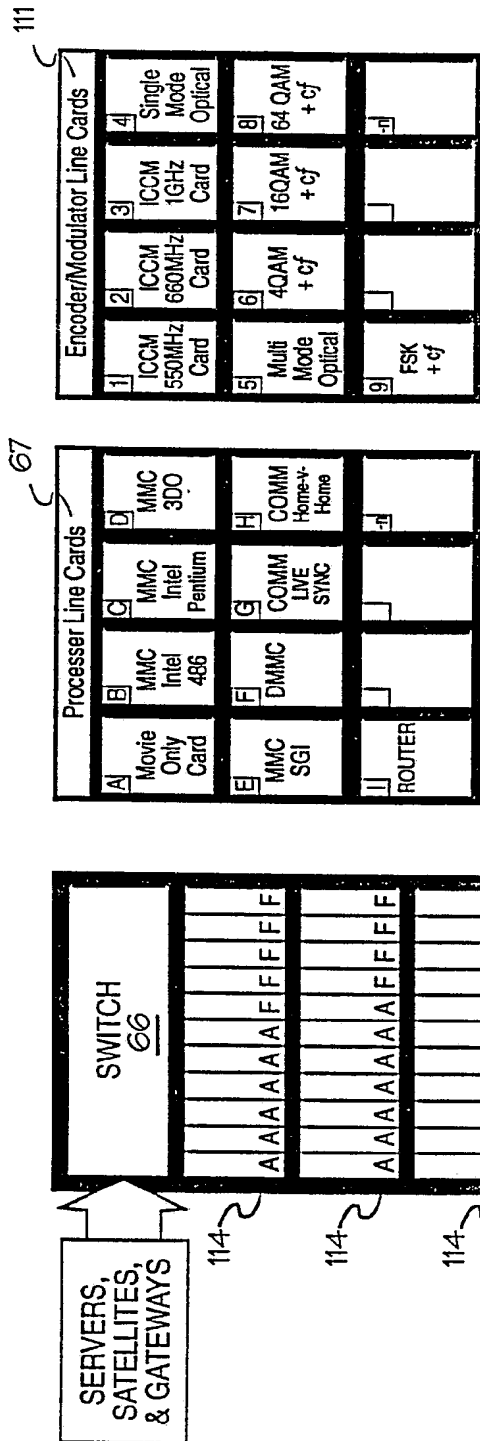 SERVERS,
SATELLITES,
& GATEWAYS
SWITCH
66
114
A A A A A A F F F F F
114
A A A A A A A F F F F
114
Processer Line Cards
67
A
Movie
Only
Card
B
MMC
Intel
486
C
MMC
Intel
Pentium
D
MMC
3DO
E
MMC
SGI
F
DMMC
G
COMM
LIVE
SYNC
H
COMM
Home-v-
Home
I
ROUTER
-n
Encoder/Modulator Line Cards
111
1
ICCM
550MHz
Card
2
ICCM
660MHz
Card
3
ICCM
1GHz
Card
4
Single
Mode
Optical
5
Multi
Mode
Optical
6
4QAM
+ cf
7
16QAM
+ cf
8
64 QAM
+ cf
9
FSK
+ cf
-n